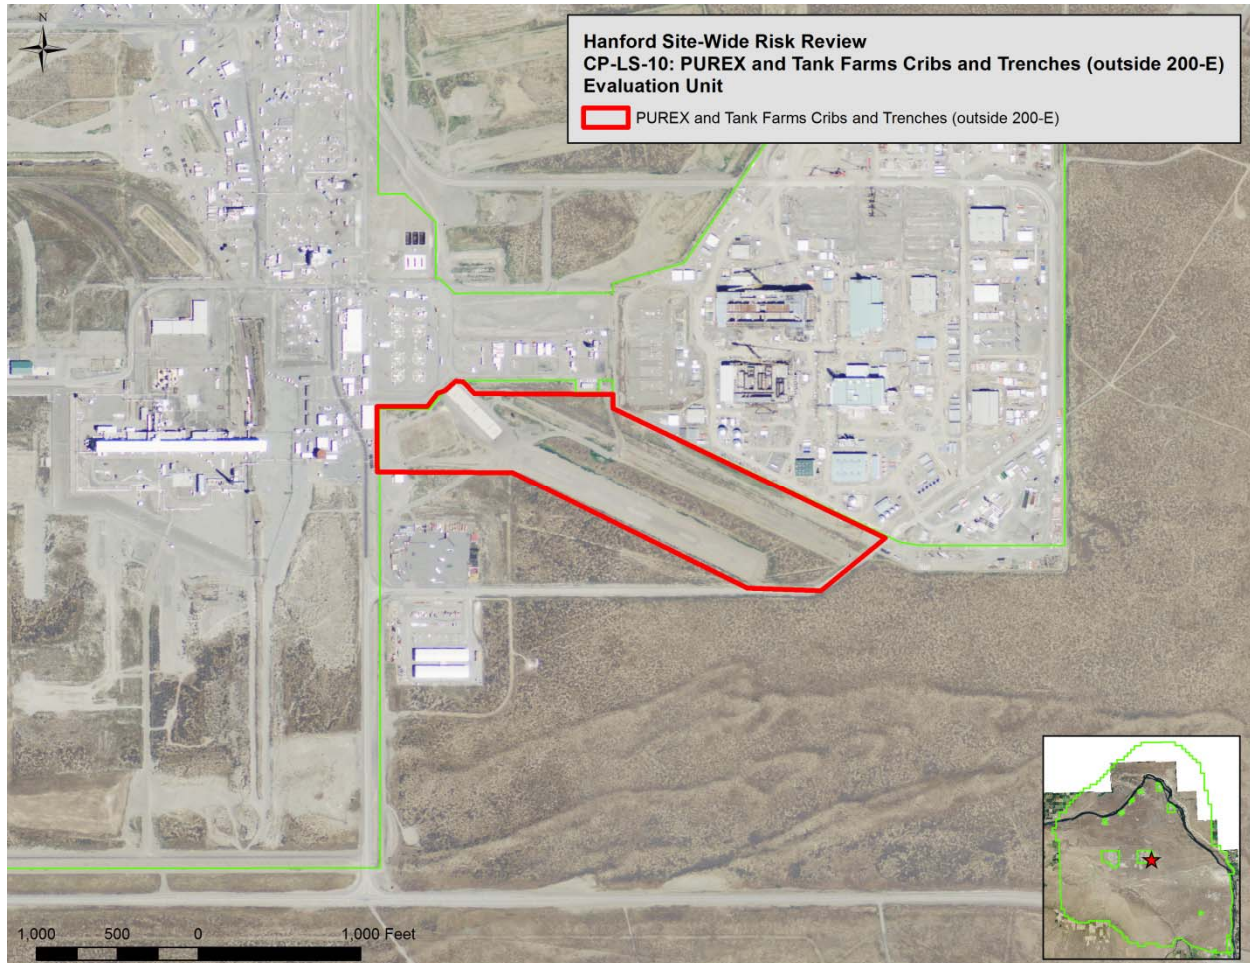 N
Hanford Site-Wide Risk Review
CP-LS-10: PUREX and Tank Farms Cribs and Trenches (outside 200-E)
Evaluation Unit
PUREX and Tank Farms Cribs and Trenches (outside 200-E)
1,000 500 0 1,000 Feet